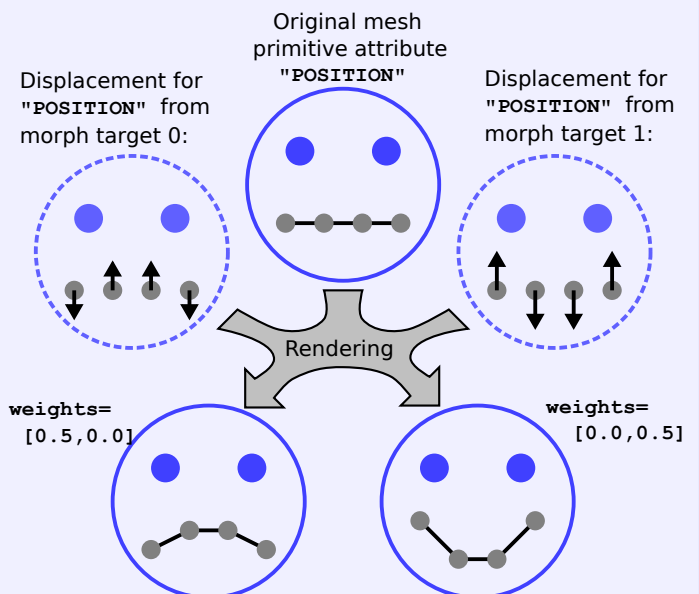 Original mesh
primitive attribute
"POSITION"
Displacement for
"POSITION" from
morph target 0:
Displacement for
"POSITION" from
morph target 1:
Rendering
weights=
[0.5,0.0]
weights=
[0.0,0.5]